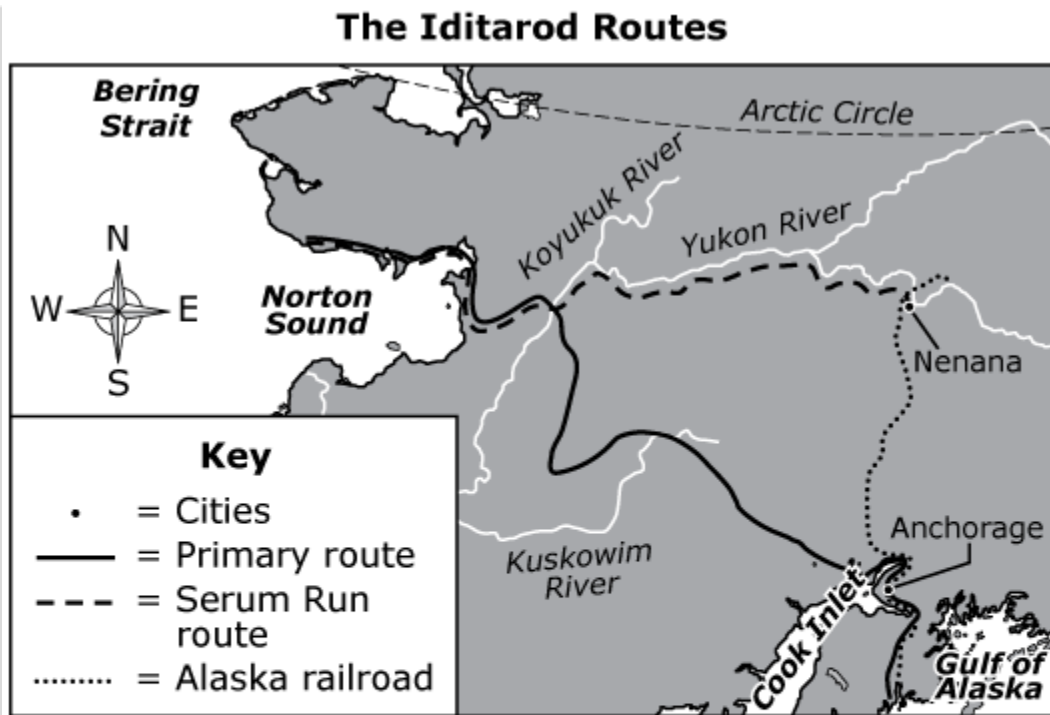 The Iditarod Routes
Bering
Strait
Arctic Circle
Koyukuk River
Yukon River
N
W
E
S
Norton
Sound
Nenana
Key
= Cities
= Primary route
= Serum Run
route
= Alaska railroad
Anchorage
Kuskowim
River
Cook Inlet
Gulf of
Alaska